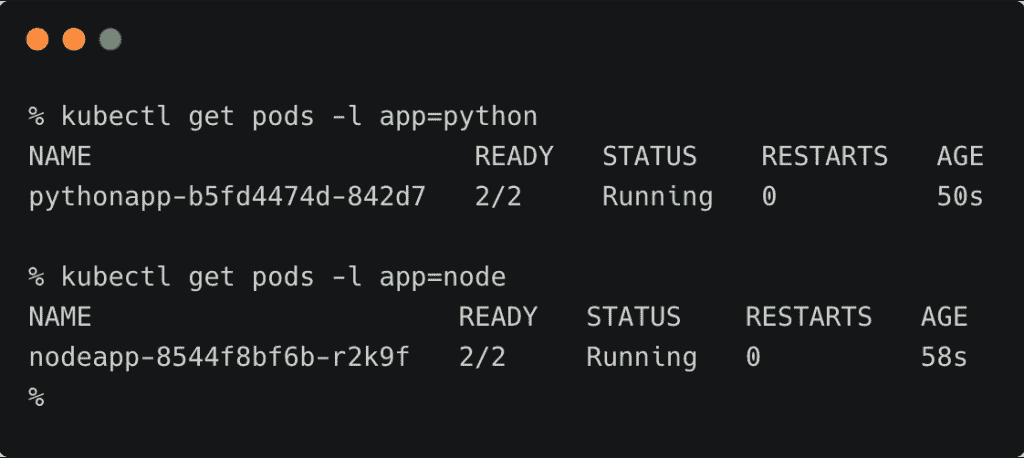 % kubectl get pods -l app=python
NAME                            READY   STATUS    RESTARTS   AGE
pythonapp-b5fd4474d-842d7   2/2     Running   0          50s
% kubectl get pods -l app=node
NAME                           READY   STATUS    RESTARTS   AGE
nodeapp-8544f8bf6b-r2k9f   2/2     Running   0          58s
%